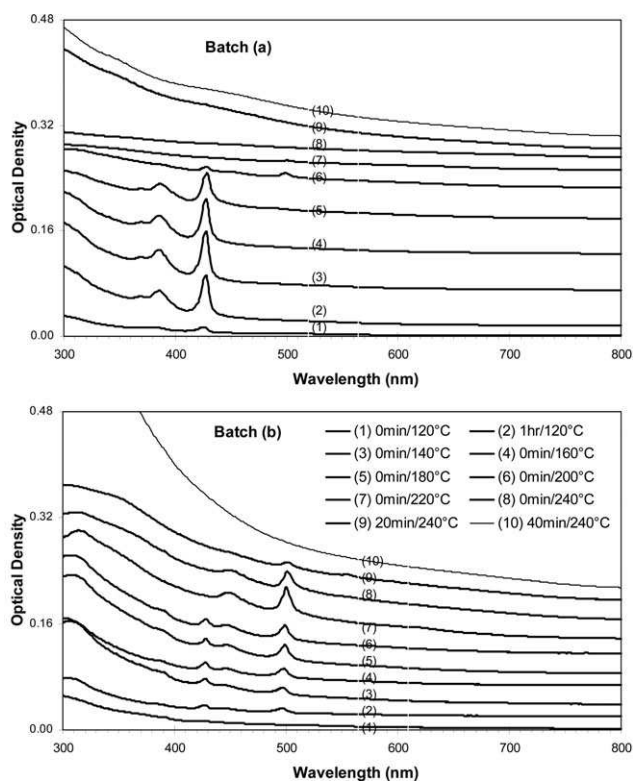 0.48
Batch (a)
0.32
0.16
0.00
Optical Density
(10)
(9)
(8)
(7)
(6)
(5)
(4)
(3)
(2)
(1)
300 400 500 600 700 800
Wavelength (nm)
0.48
Batch (b)
(1) 0min/120°C (2) 1hr/120°C
(3) 0min/140°C (4) 0min/160°C
(5) 0min/180°C (6) 0min/200°C
(7) 0min/220°C (8) 0min/240°C
(9) 20min/240°C (10) 40min/240°C
0.32
0.16
0.00
Optical Density
(10)
(9)
(8)
(7)
(6)
(5)
(4)
(3)
(2)
(1)
300 400 500 600 700 800
Wavelength (nm)